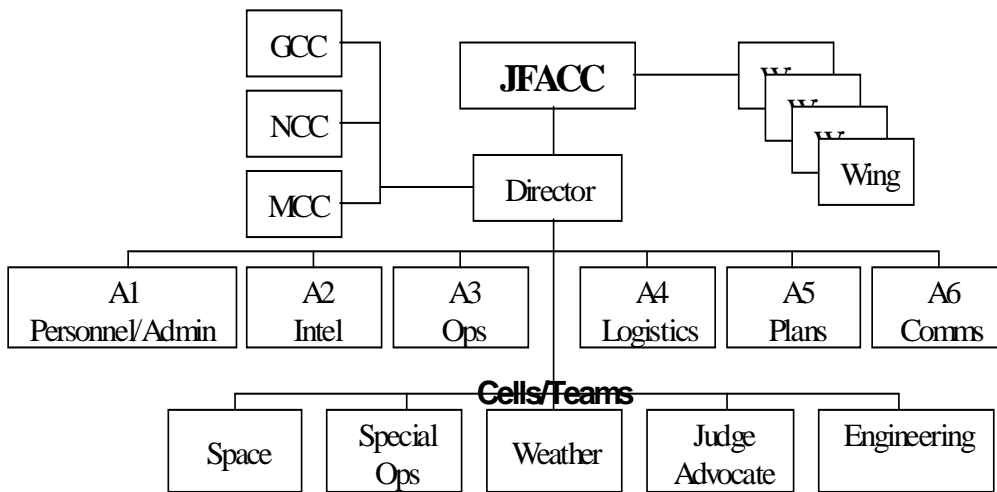 GCC
JFACC
W
W
W
Wing
NCC
MCC
Director
A1
Personnel/Admin
A2
Intel
A3
Ops
A4
Logistics
A5
Plans
A6
Comms
Cells/Teams
Space
Special
Ops
Weather
Judge
Advocate
Engineering